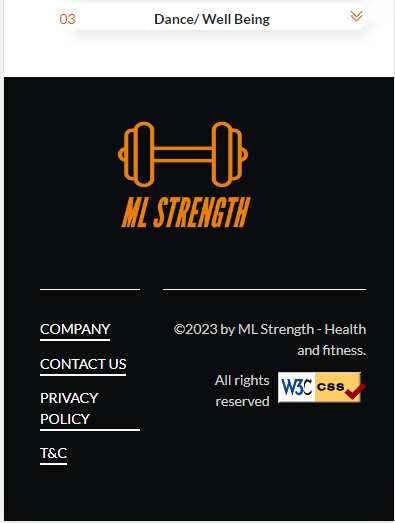 03 Dance/ Well Being
ML STRENGTH
COMPANY
CONTACT US
PRIVACY
POLICY
T&C
©2023 by ML Strength - Health
and fitness.
All rights
reserved
W3C css